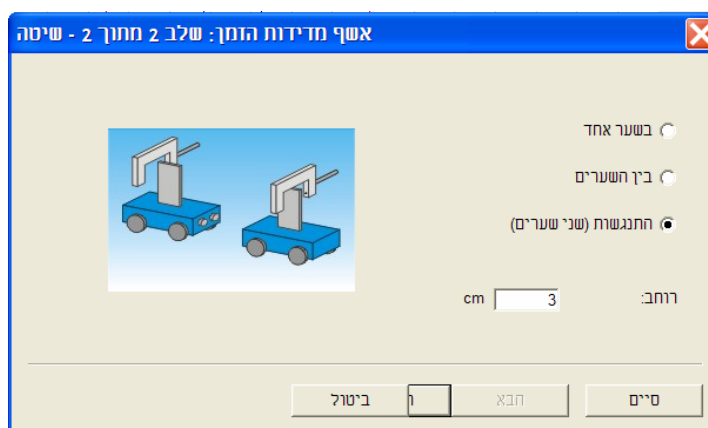 אשף מדידות הזמן: שלב 2 מתוך 2 - שיטה
בשער אחד
בין השערים
התנגשות (שני שערים)
רוחב: 3 cm
סיים הבא ביטול